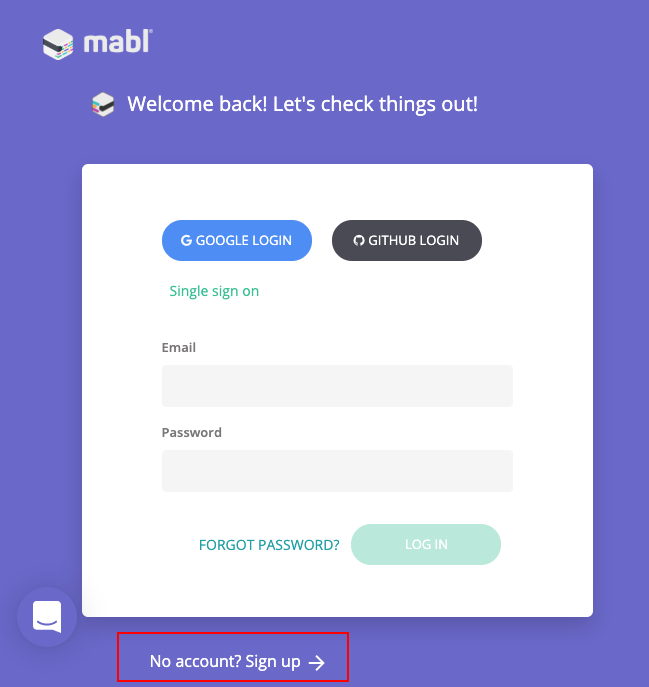 mabl®
Welcome back! Let's check things out!
GOOGLE LOGIN
GITHUB LOGIN
Single sign on
Email
Password
FORGOT PASSWORD?
LOG IN
No account? Sign up →